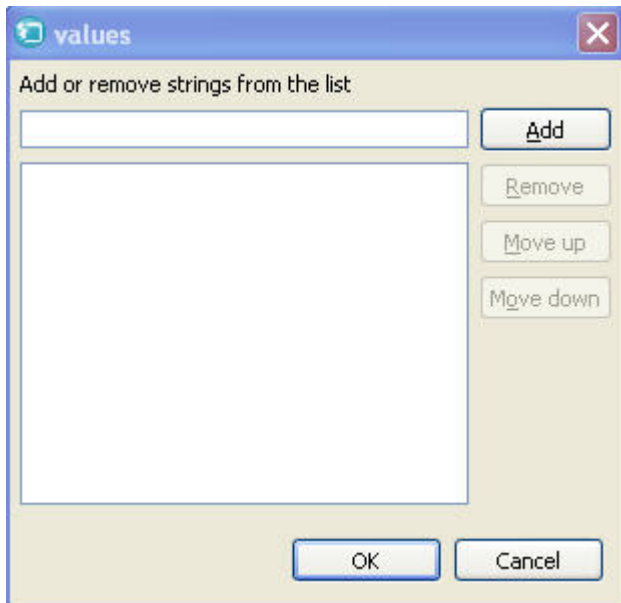 values
Add or remove strings from the list
Add
Remove
Move up
Move down
OK
Cancel